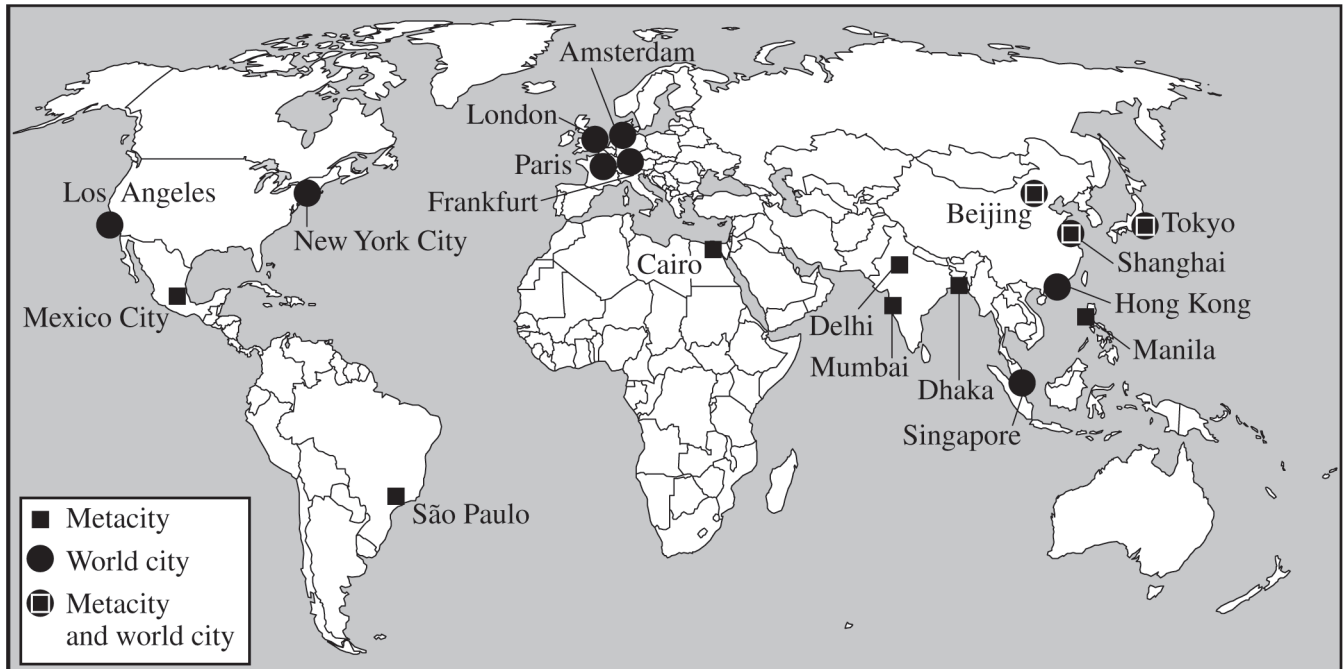 Amsterdam
London
Paris
Frankfurt
Los Angeles
New York City
Mexico City
Cairo
Beijing
Tokyo
Shanghai
Hong Kong
Delhi
Manila
Mumbai
Dhaka
Singapore
São Paulo
Metacity
World city
Metacity
and world city